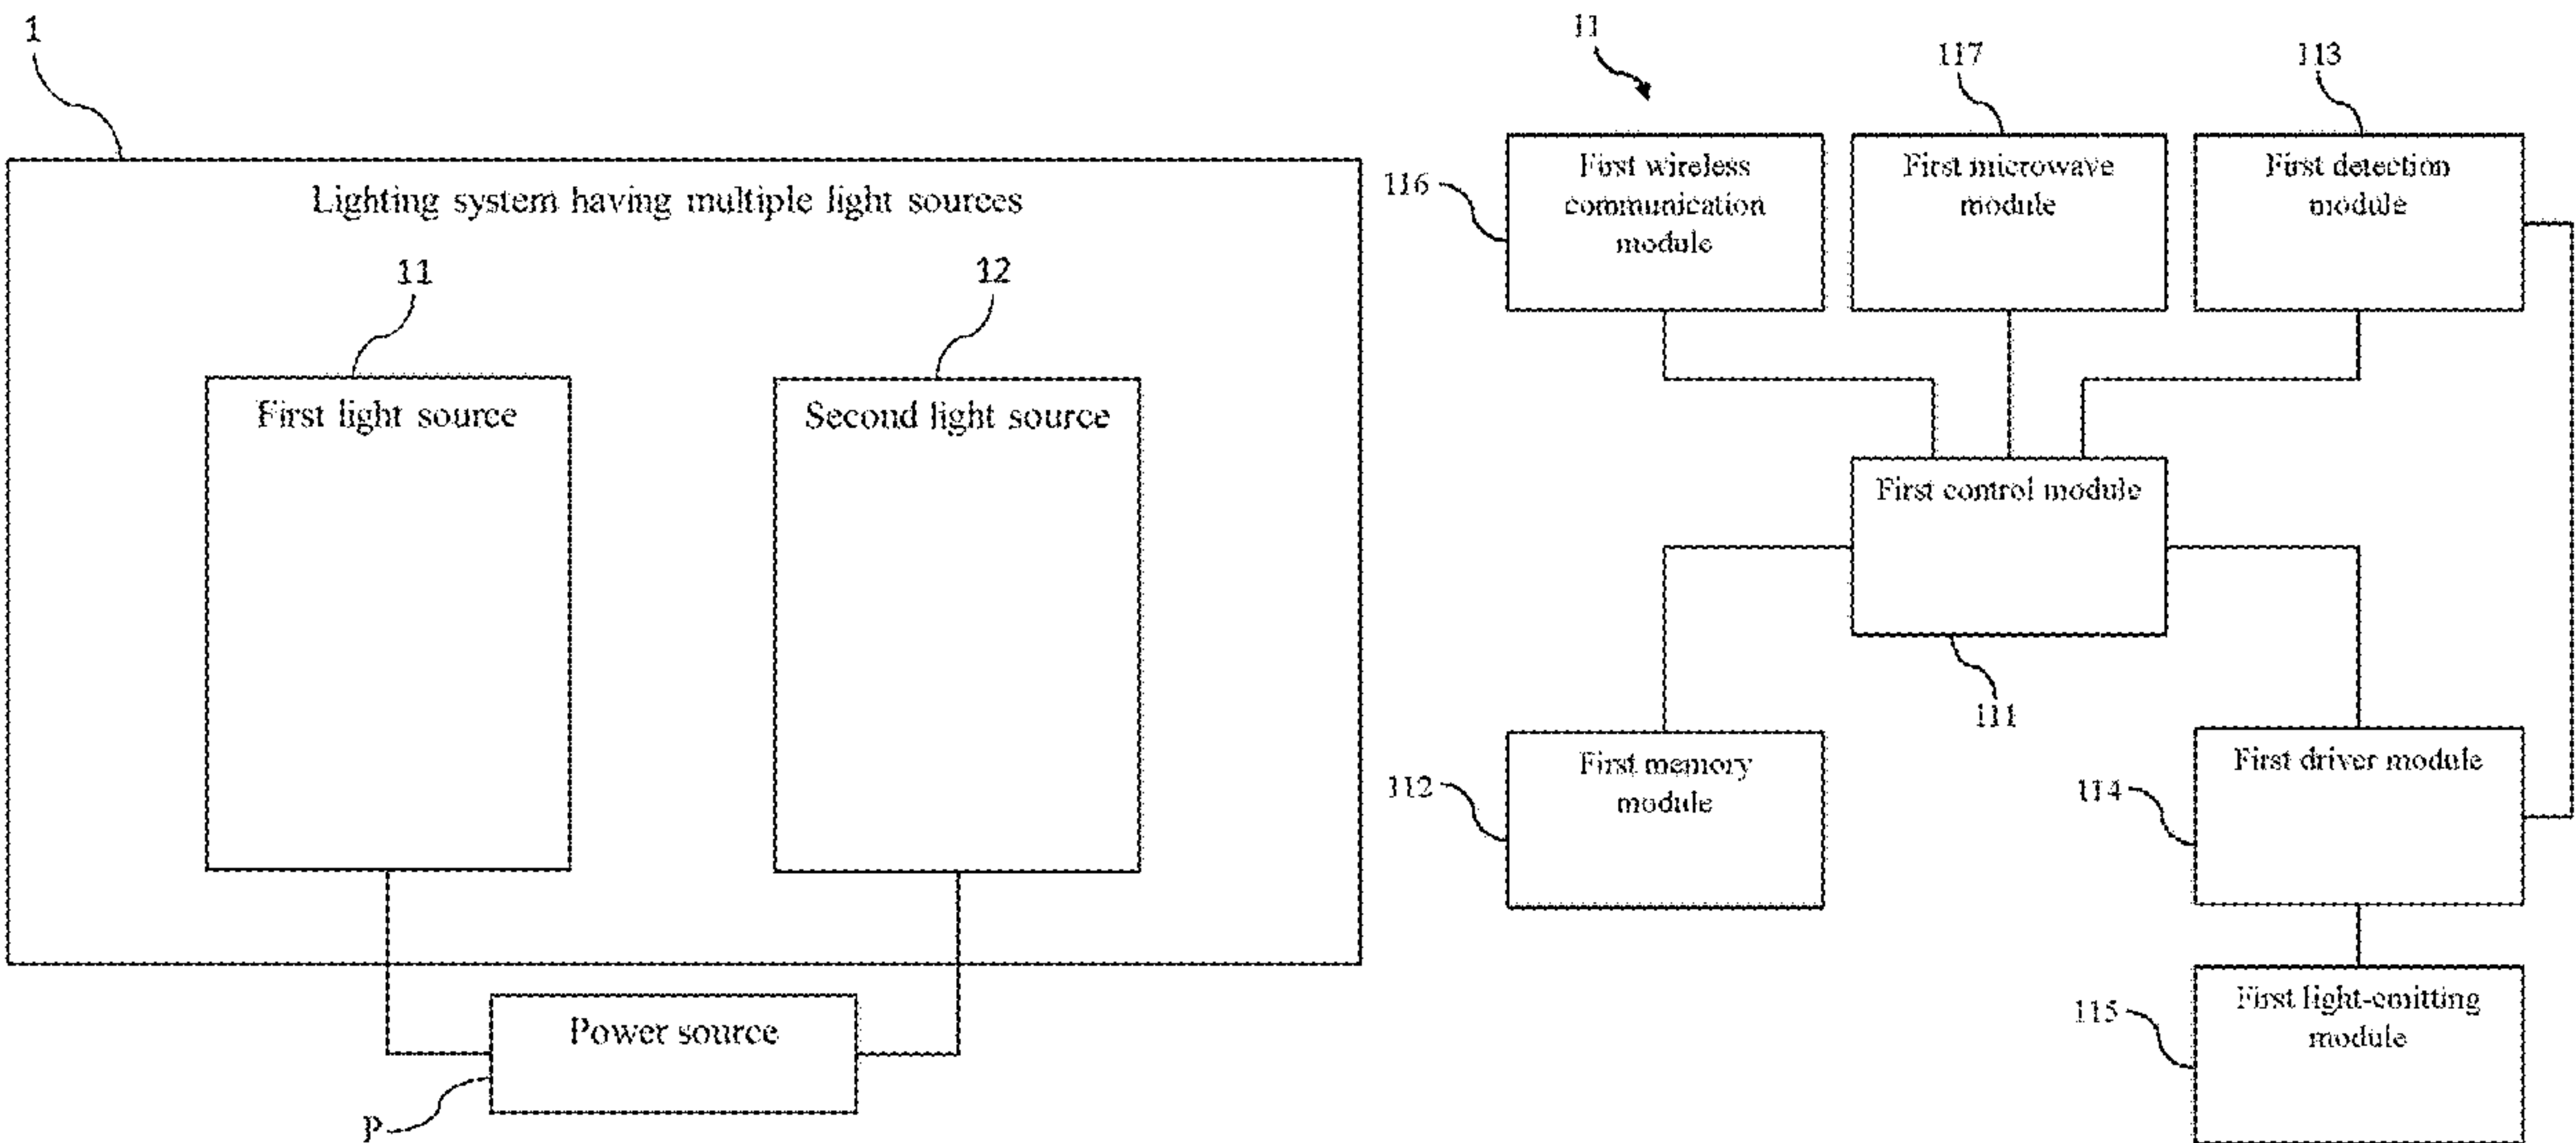 1
Lighting system having multiple light sources
11
12
First light source
Second light source
Power source
P
11
117
113
116
First wireless
communication
module
First microwave
module
First detection
module
First control module
111
112
First memory
module
114
First driver module
115
First light-emitting
module